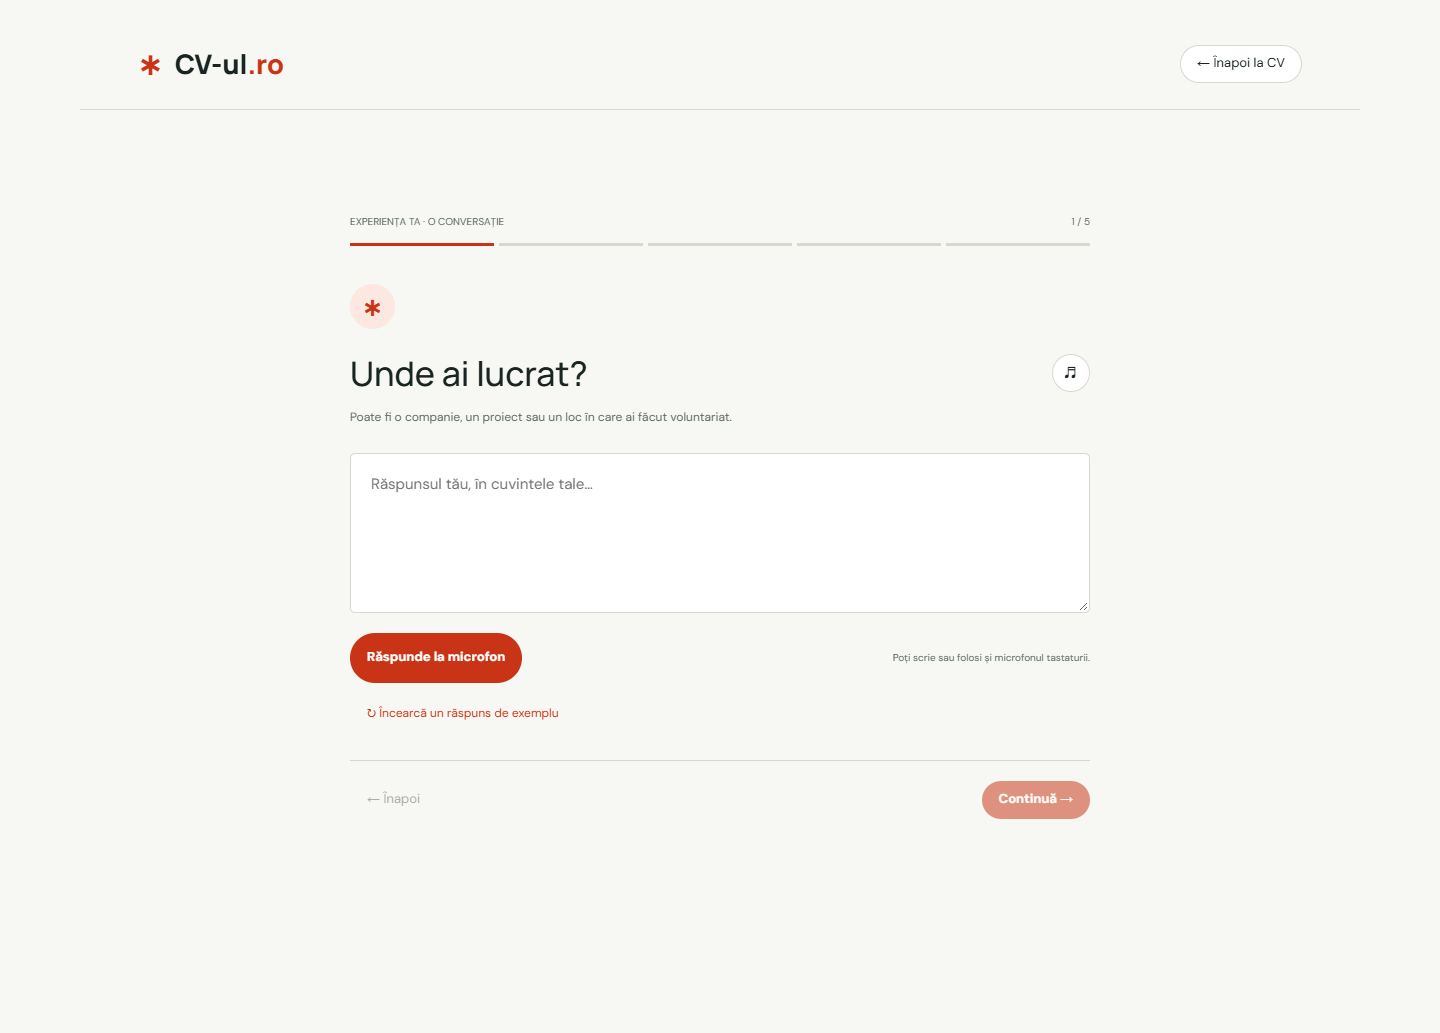 CV-ul.ro
← Înapoi la CV
EXPERIENȚA TA · O CONVERSAȚIE
1 / 5
Unde ai lucrat?
Poate fi o companie, un proiect sau un loc în care ai făcut voluntariat.
Răspunsul tău, în cuvintele tale...
Răspunde la microfon
Poți scrie sau folosi și microfonul tastaturii.
↻ Încearcă un răspuns de exemplu
← Înapoi
Continuă →